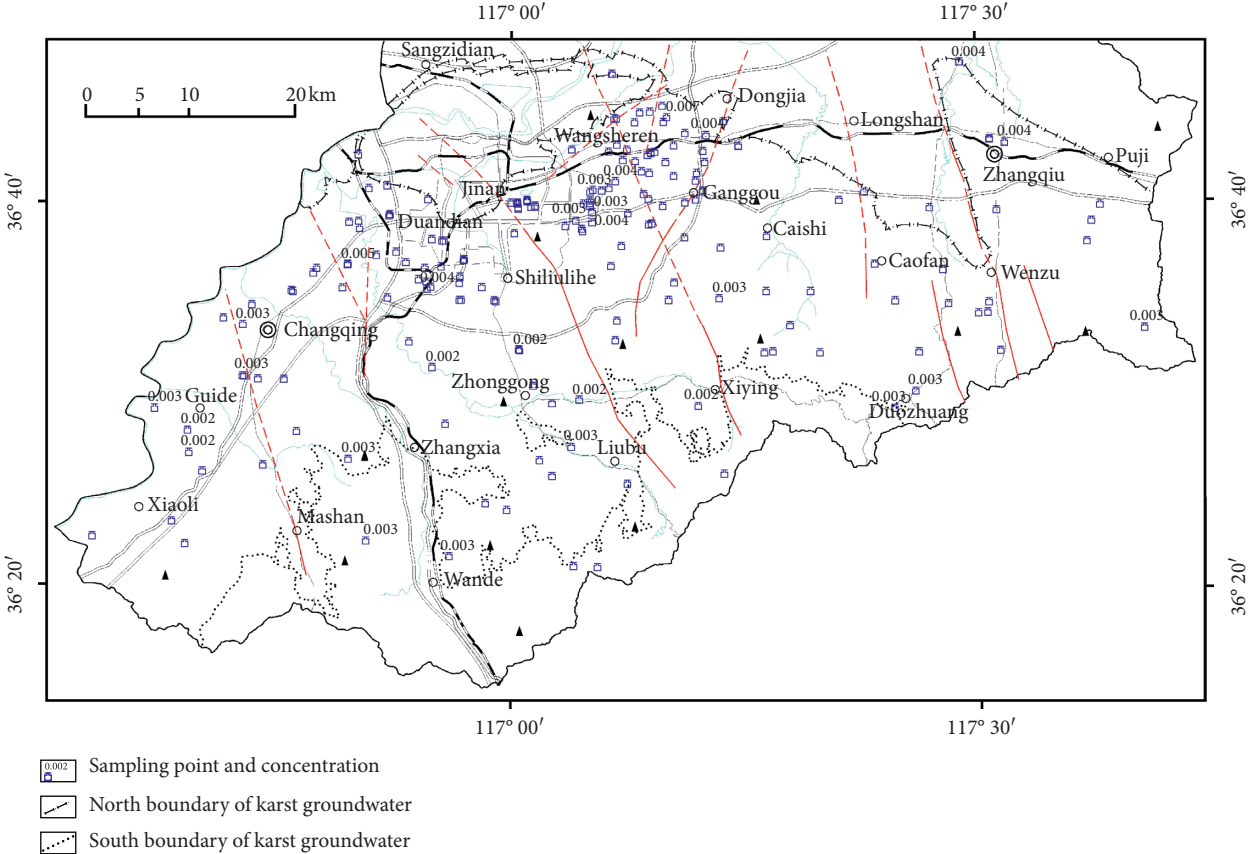 117° 00′ 117° 30′
Sangzidian
0.004
0 5 10 20 km
Dongjia
0.007
0.004
Longshan
Wangsheren
0.004
Puji
Zhangqiu
36° 40′ 36° 40′
0.004
0.003
Jinan
Ganggou
0.003
0.003
0.004
Duandian
Caishi
0.005
Caofan
Wenzu
0.004
Shiliulihe
0.003
0.003
Changqing
0.003
0.002
0.002
0.003
Zhonggong
Xiying
0.002
0.002
0.003
0.003
Guide
0.003
Duozhuang
0.002
0.002
0.003
0.003
Zhangxia
Liubu
Xiaoli
Mashan
0.003
0.003
Wande
36° 20′ 36° 20′
117° 00′ 117° 30′
0.002 Sampling point and concentration
North boundary of karst groundwater
South boundary of karst groundwater